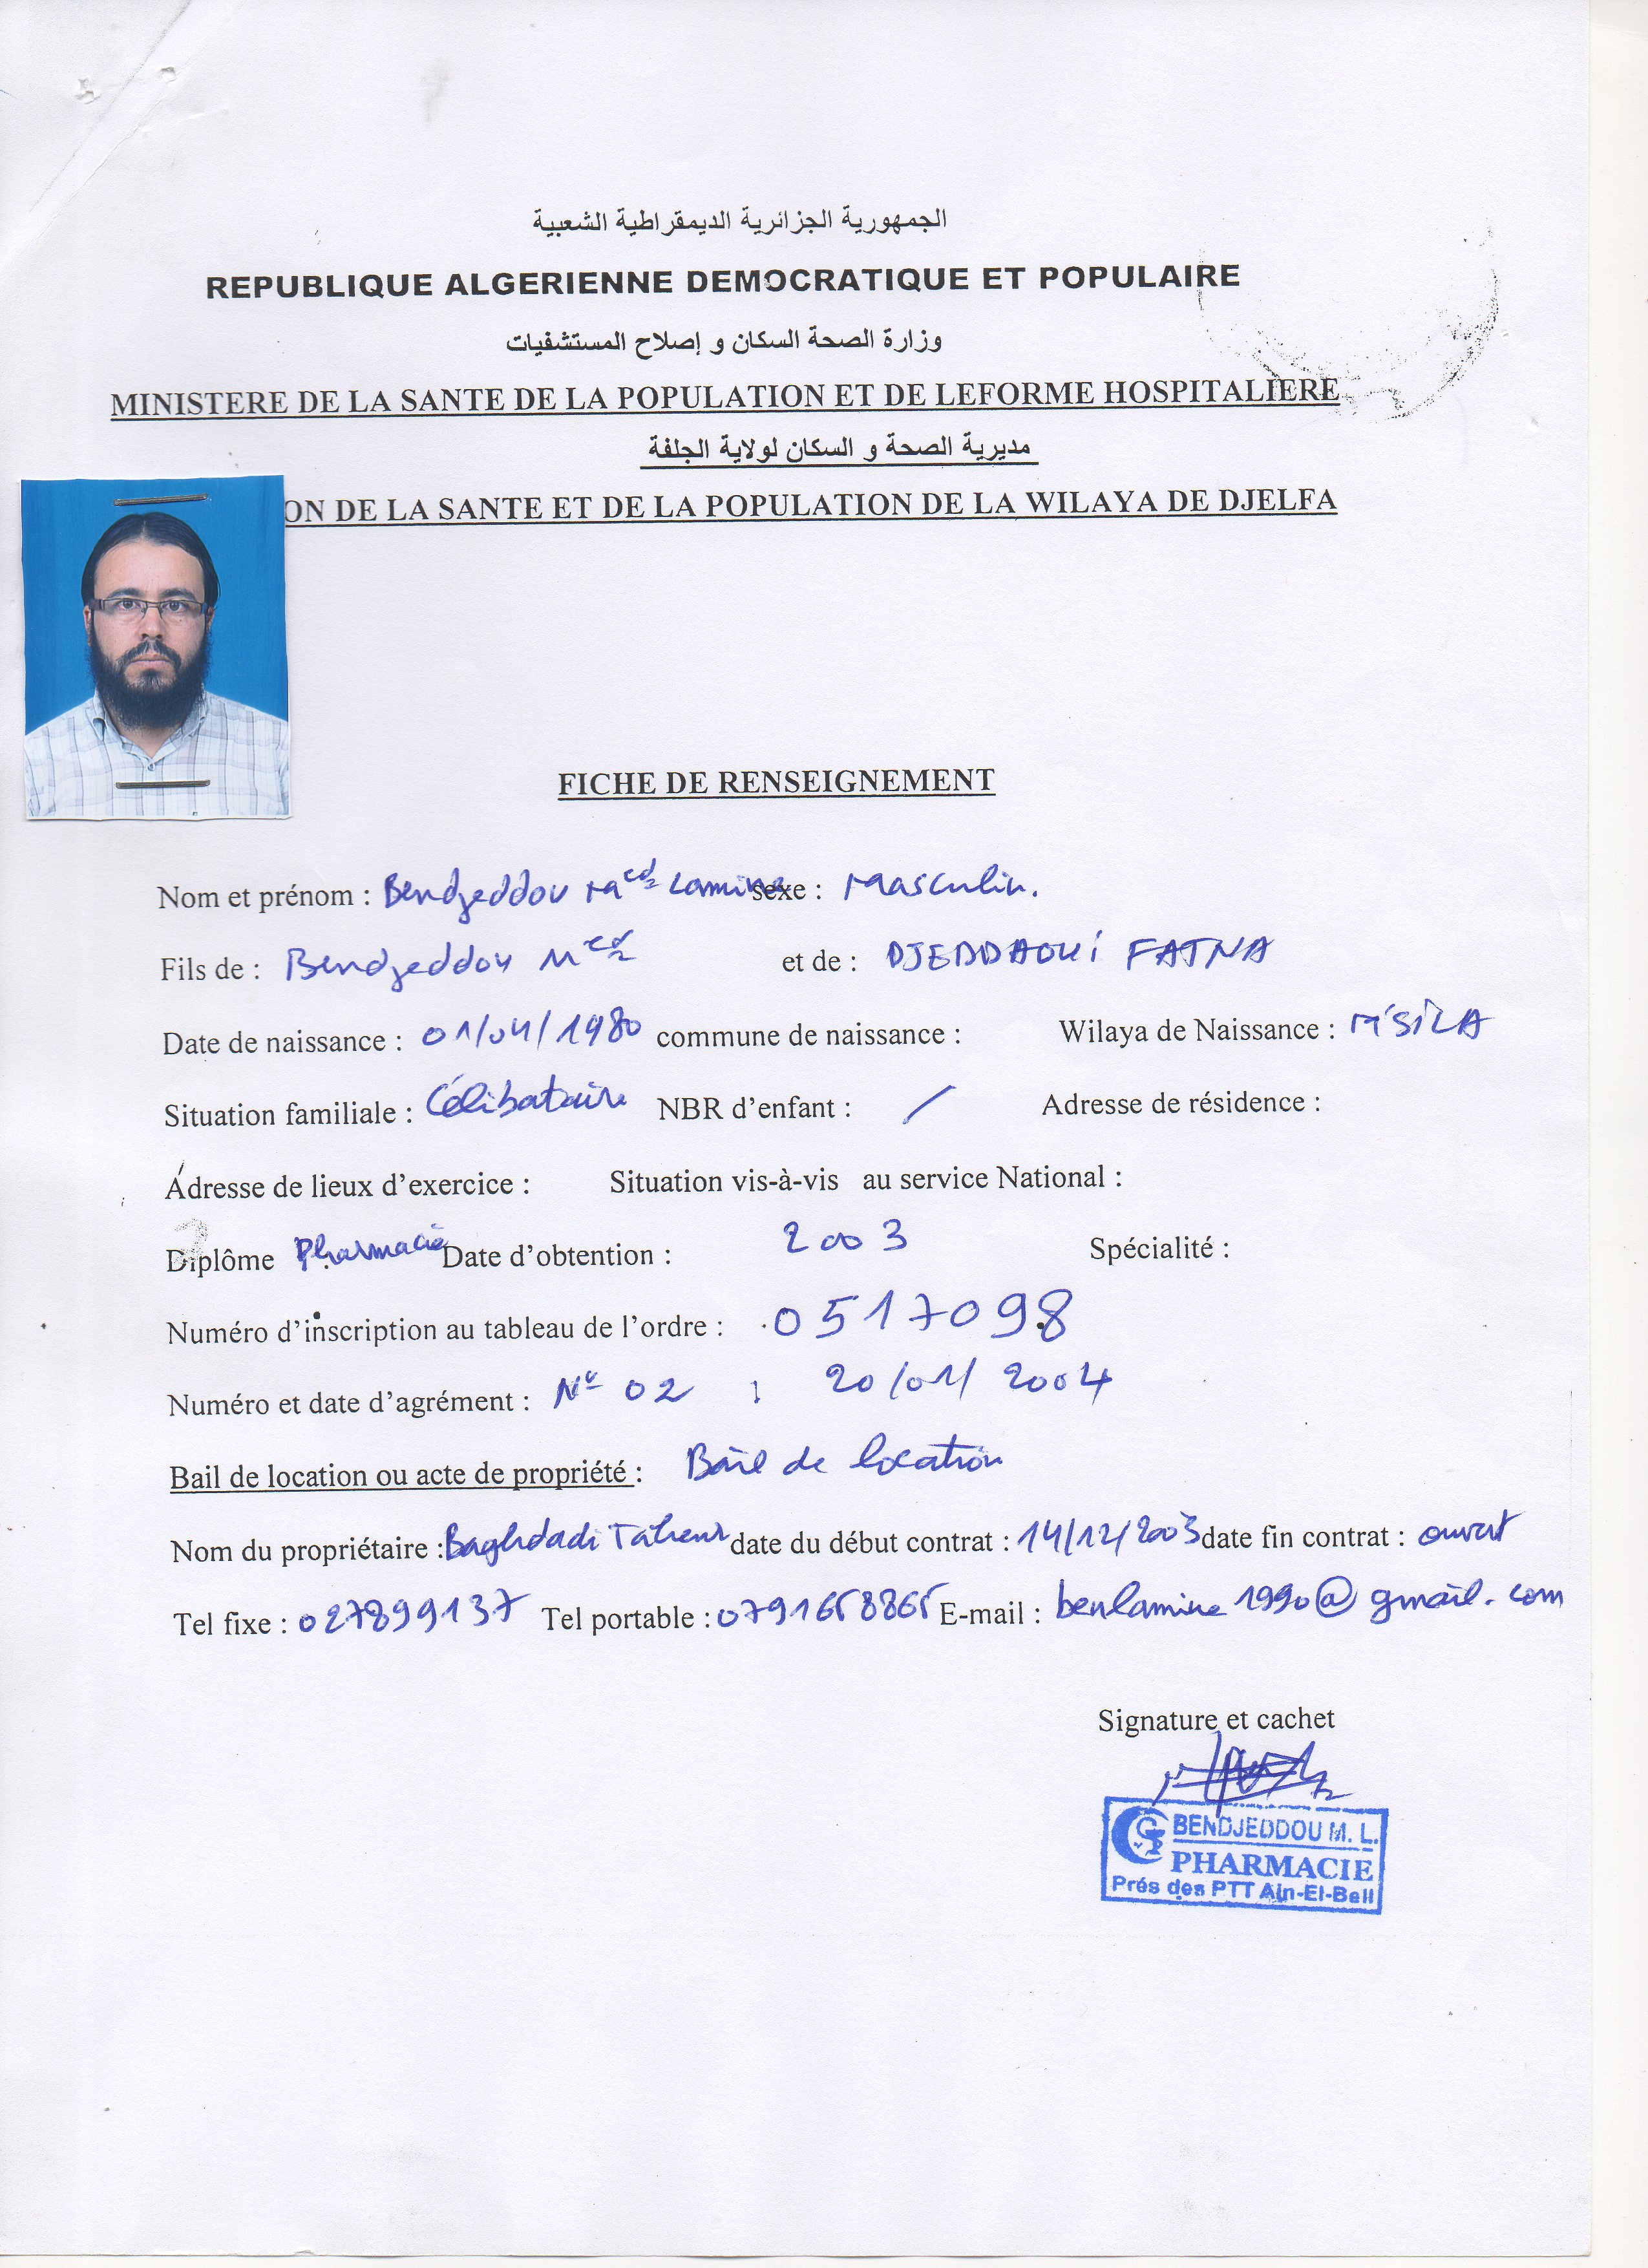 الجمهورية الجزائرية الديمقراطية الشعبية
REPUBLIQUE ALGERIENNE DEMOCRATIQUE ET POPULAIRE
وزارة الصحة السكان و إصلاح المستشفيات
MINISTERE DE LA SANTE DE LA POPULATION ET DE LEFORME HOSPITALIERE
مديرية الصحة و السكان لولاية الجلفة
ON DE LA SANTE ET DE LA POPULATION DE LA WILAYA DE DJELFA
FICHE DE RENSEIGNEMENT
Nom et prénom : Bendjeddou Med Lamine sexe : Masculin.
Fils de : Bendjeddou Med et de : DJEDDAOUI FATNA
Date de naissance : 01/04/1980 commune de naissance : Wilaya de Naissance : M'SILA
Situation familiale : Célibataire NBR d'enfant : / Adresse de résidence :
Adresse de lieux d'exercice : Situation vis-à-vis au service National :
Diplôme Pharmacie Date d'obtention : 2003 Spécialité :
Numéro d'inscription au tableau de l'ordre : 0517098
Numéro et date d'agrément : N° 02 : 20/01/2004
Bail de location ou acte de propriété : Bail de location
Nom du propriétaire : Baghdadi date du début contrat : 14/12/2003 date fin contrat : ouvert
Tel fixe : 027899137 Tel portable : E-mail : benlamine1990@gmail.com
Signature et cachet
BENDJEDDOU M. L.
PHARMACIE
Prés des PTT Ain-El-Bell